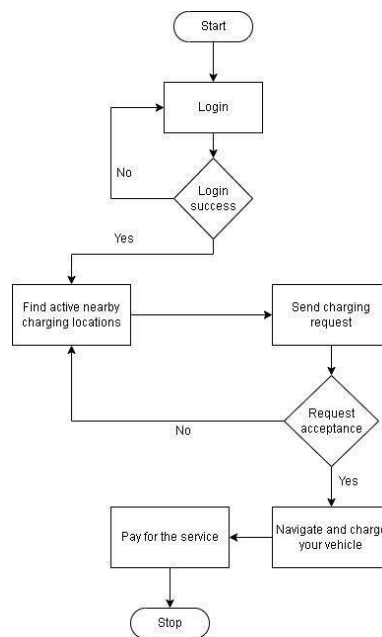 Start
Login
No
Login
success
Yes
Find active nearby
charging locations
Send charging
request
Request
acceptance
No
Yes
Pay for the service
Navigate and charge
your vehicle
Stop